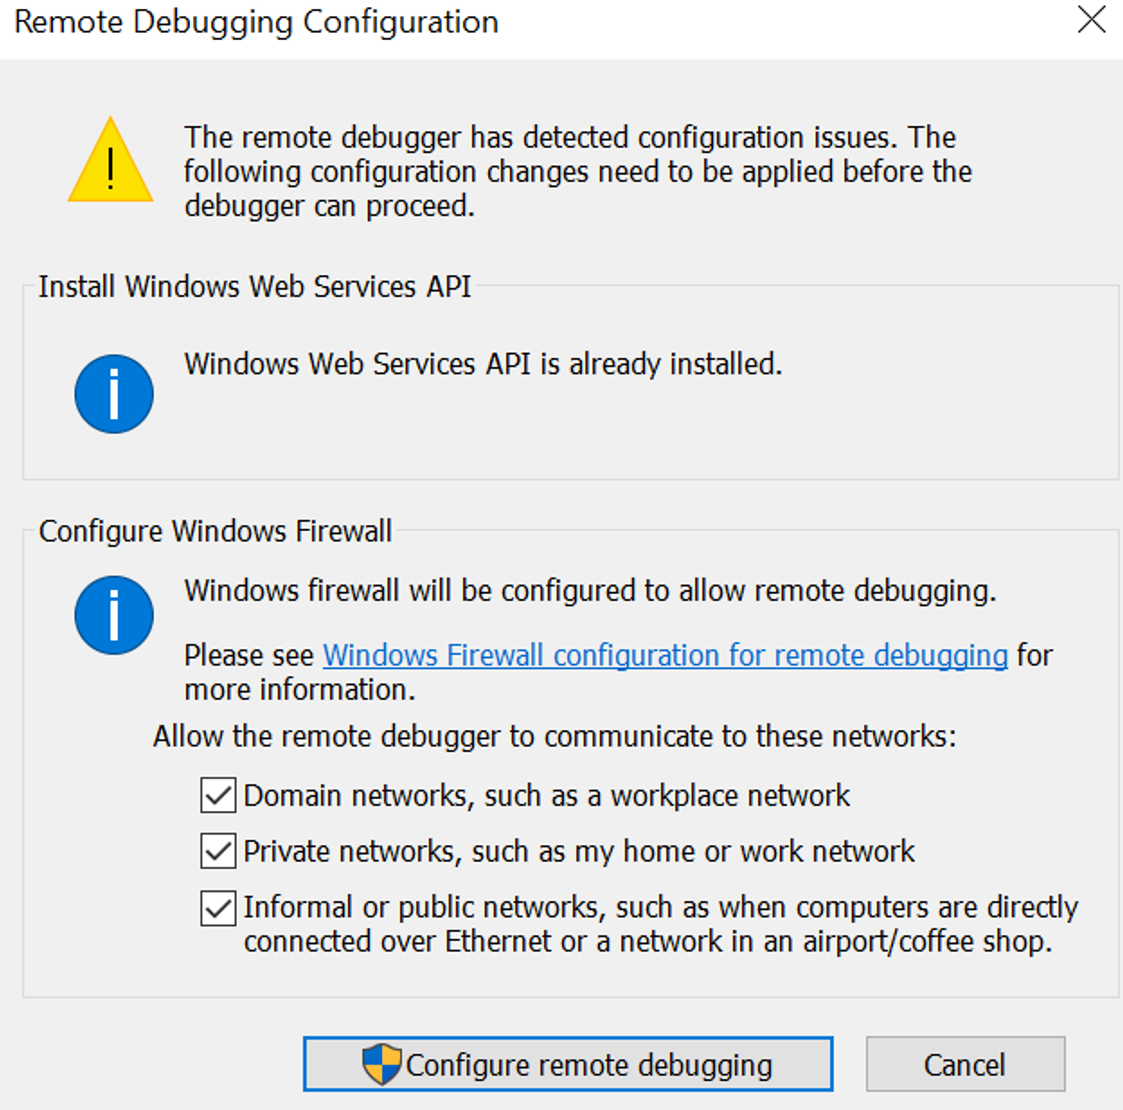 Remote Debugging Configuration
The remote debugger has detected configuration issues. The
following configuration changes need to be applied before the
debugger can proceed.
Install Windows Web Services API
Windows Web Services API is already installed.
Configure Windows Firewall
Windows firewall will be configured to allow remote debugging.
Please see Windows Firewall configuration for remote debugging for
more information.
Allow the remote debugger to communicate to these networks:
Domain networks, such as a workplace network
Private networks, such as my home or work network
Informal or public networks, such as when computers are directly
connected over Ethernet or a network in an airport/coffee shop.
Configure remote debugging
Cancel